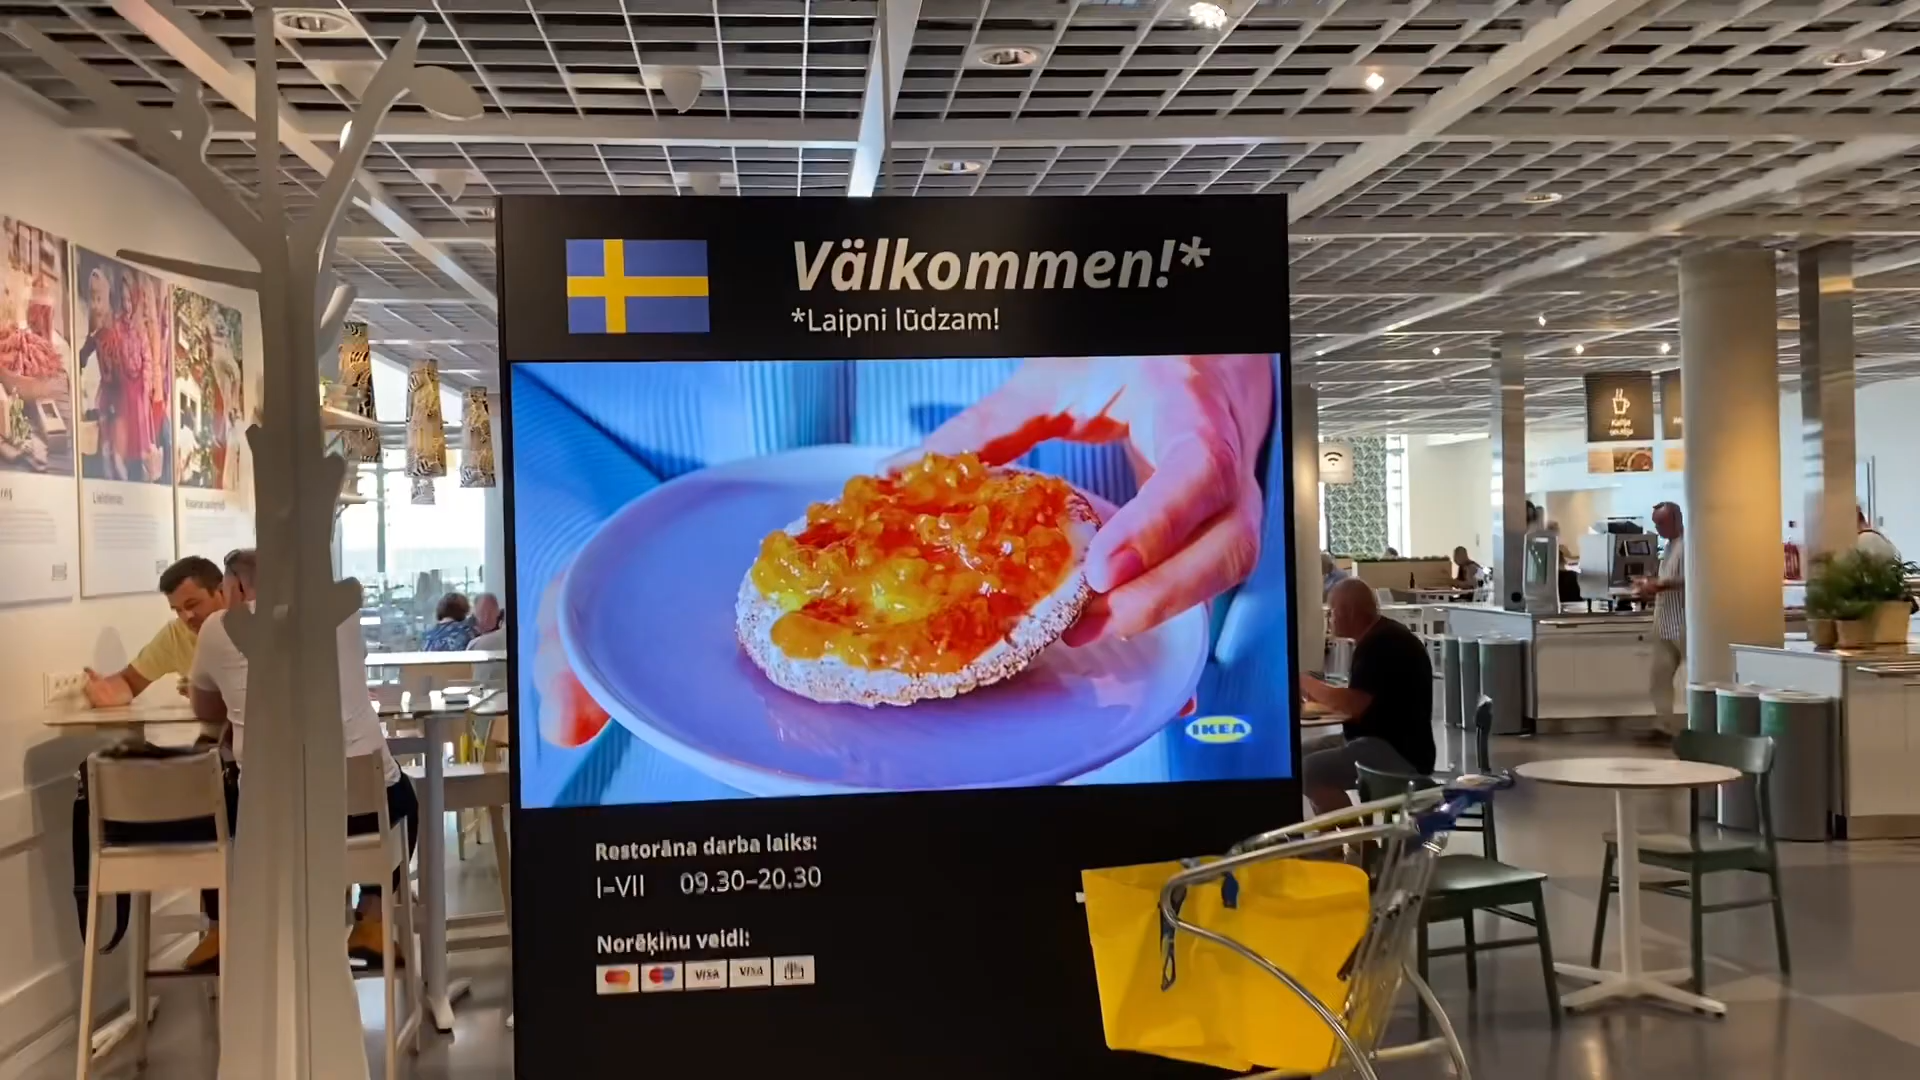 Välkommen!*
*Laipni lūdzam!
IKEA
Restorāna darba laiks:
I–VII 09.30–20.30
Norēķinu veidi:
VISA VISA